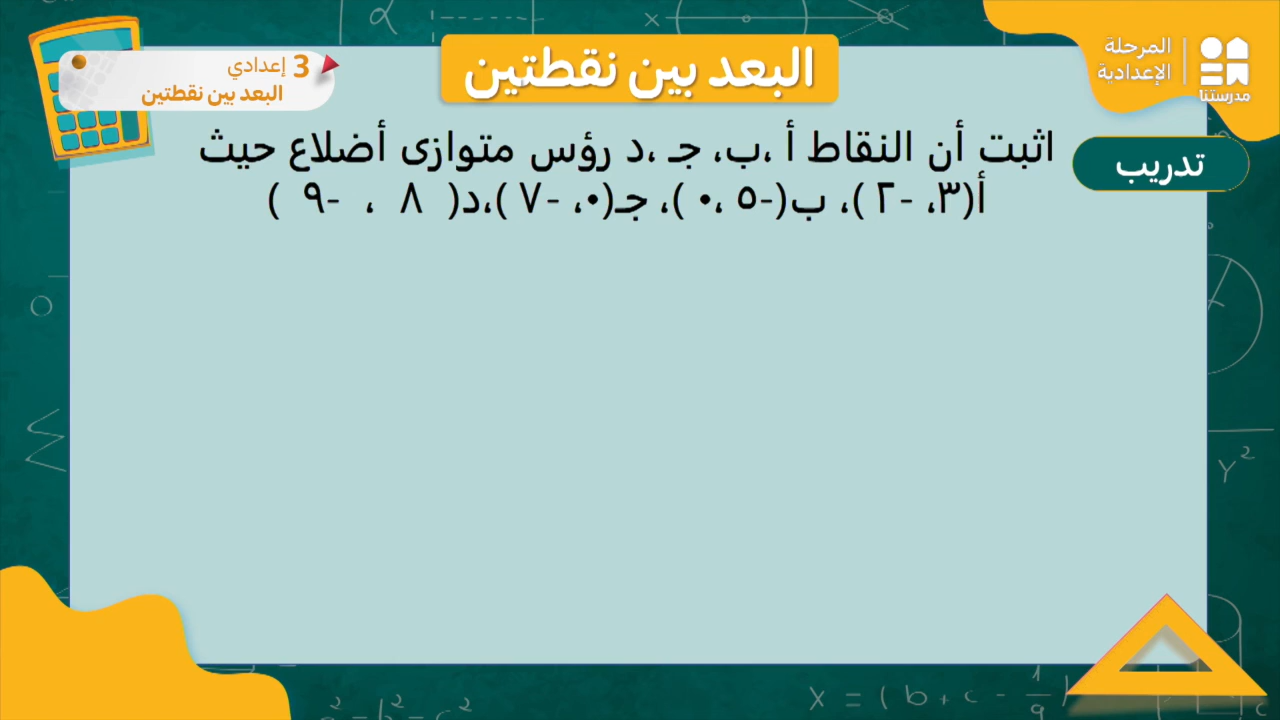 البعد بين نقطتين
3 إعدادي
البعد بين نقطتين
المرحلة
الإعدادية
مدرستنا
تدريب
اثبت أن النقاط أ ،ب، جـ ،د رؤس متوازى أضلاع حيث
أ(٣، -٢ )، ب(-٥ ،٠ )، جـ(٠، -٧ )،د( ٨ ، -٩ )
α
x
Y²
X = ( b + c -